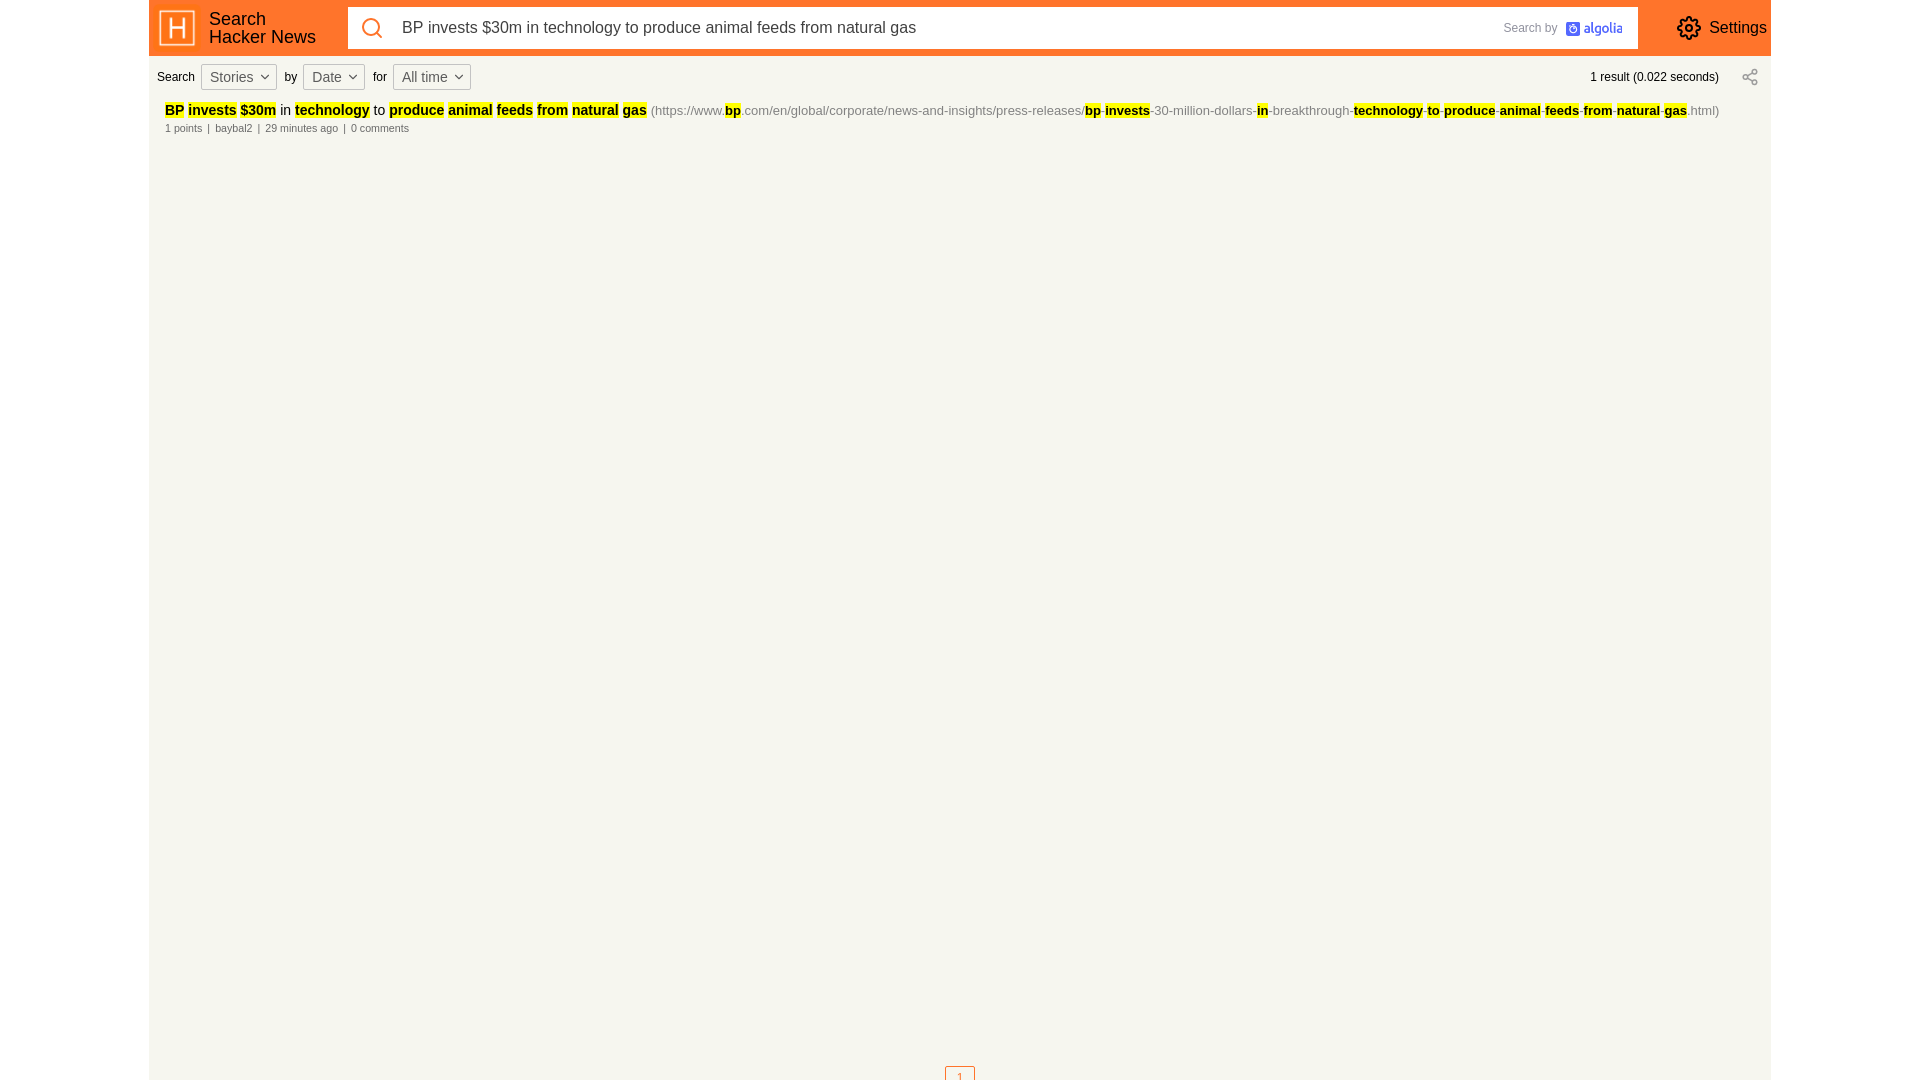 H
Search
Hacker News
BP invests $30m in technology to produce animal feeds from natural gas
Search by algolia
Settings
Search Stories by Date for All time
1 result (0.022 seconds)
BP invests $30m in technology to produce animal feeds from natural gas (https://www.bp.com/en/global/corporate/news-and-insights/press-releases/bp-invests-30-million-dollars-in-breakthrough-technology-to-produce-animal-feeds-from-natural-gas.html)
1 points | baybal2 | 29 minutes ago | 0 comments
1